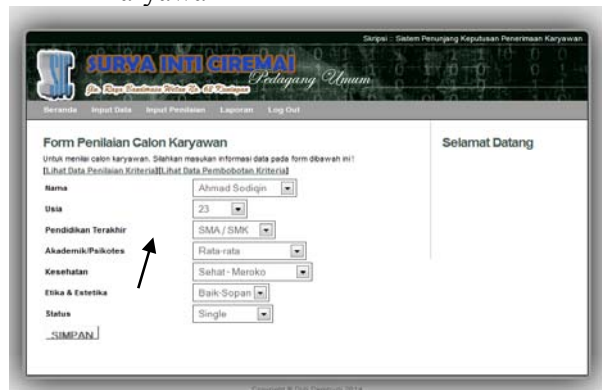 Skripsi :: Sistem Penunjang Keputusan Penerimaan Karyawan
SIC
SURYA INTI CIREMAI
Pedagang Umum
Jln. Raya
Beranda Input Data Input Penilaian Laporan Log Out
Form Penilaian Calon Karyawan
Selamat Datang
Untuk menilai calon karyawan. Silahkan masukan informasi data pada form dibawah ini!
[Lihat Data Penilaian Kriteria][Lihat Data Pembobotan Kriteria]
Nama Ahmad Sodiqin
Usia 23
Pendidikan Terakhir SMA / SMK
Akademik/Psikotes Rata-rata
Kesehatan Sehat - Meroko
Etika & Estetika Baik-Sopan
Status Single
SIMPAN